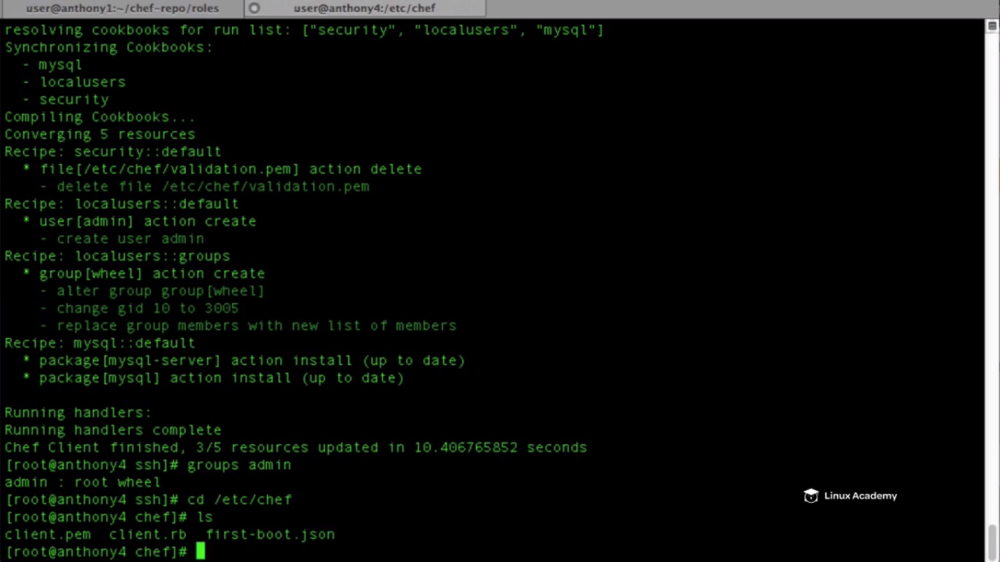 user@anthony1:~/chef-repo/roles
user@anthony4:/etc/chef
resolving cookbooks for run list: ["security", "localusers", "mysql"]
Synchronizing Cookbooks:
  - mysql
  - localusers
  - security
Compiling Cookbooks...
Converging 5 resources
Recipe: security::default
  * file[/etc/chef/validation.pem] action delete
    - delete file /etc/chef/validation.pem
Recipe: localusers::default
  * user[admin] action create
    - create user admin
Recipe: localusers::groups
  * group[wheel] action create
    - alter group group[wheel]
    - change gid 10 to 3005
    - replace group members with new list of members
Recipe: mysql::default
  * package[mysql-server] action install (up to date)
  * package[mysql] action install (up to date)
Running handlers:
Running handlers complete
Chef Client finished, 3/5 resources updated in 10.406765852 seconds
[root@anthony4 ssh]# groups admin
admin : root wheel
[root@anthony4 ssh]# cd /etc/chef
[root@anthony4 chef]# ls
client.pem  client.rb  first-boot.json
[root@anthony4 chef]#
Linux Academy